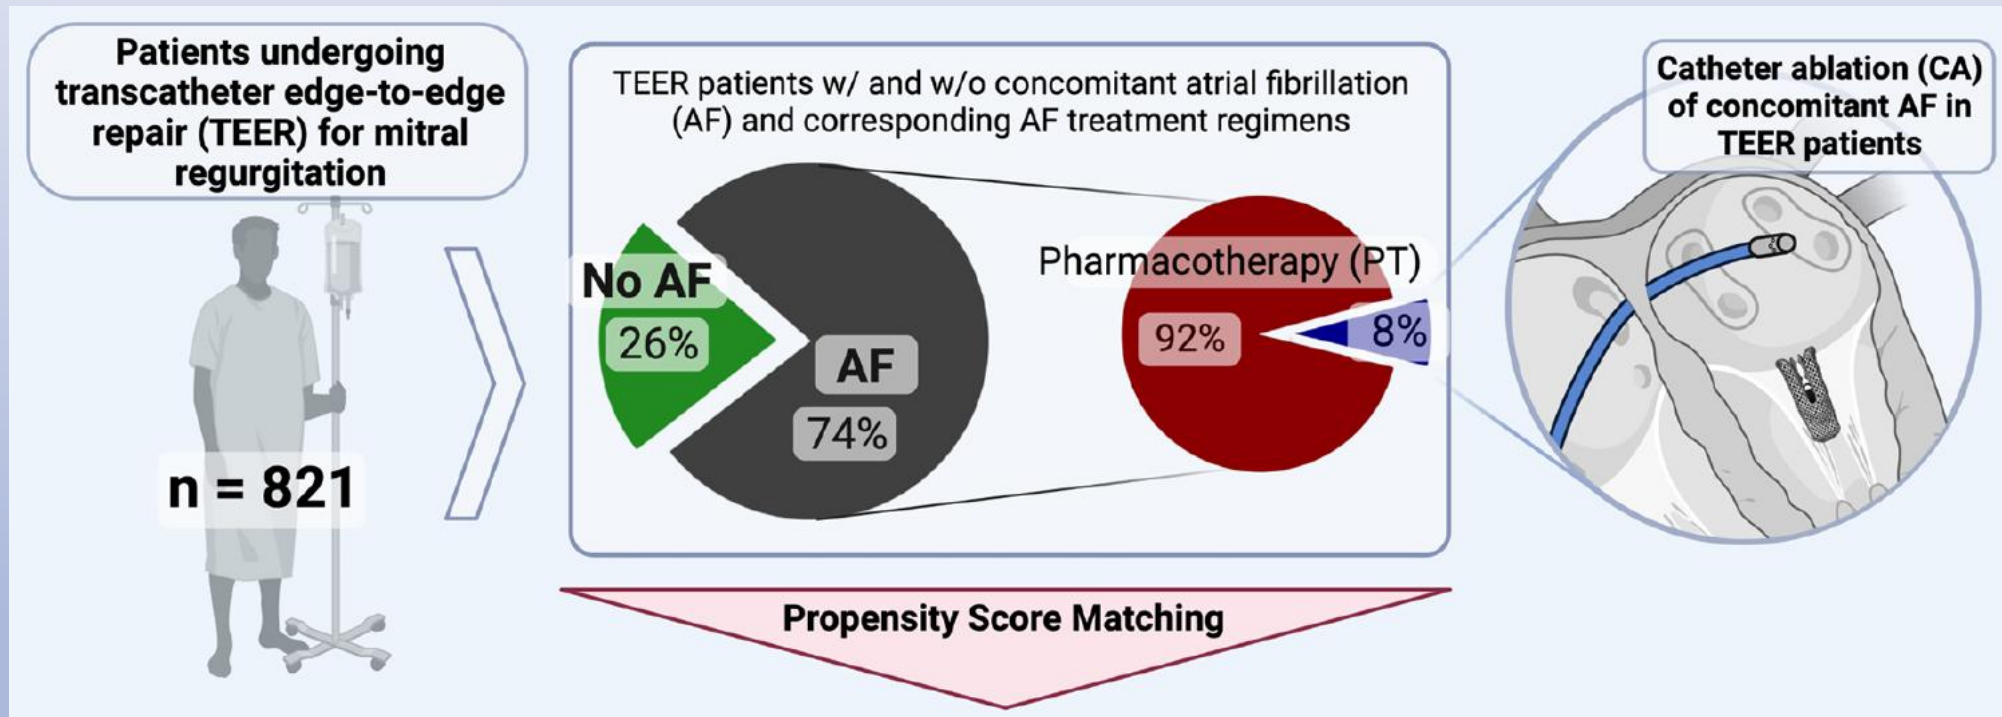 Patients undergoing
transcatheter edge-to-edge
repair (TEER) for mitral
regurgitation
n = 821
TEER patients w/ and w/o concomitant atrial fibrillation
(AF) and corresponding AF treatment regimens
No AF
26%
AF
74%
Pharmacotherapy (PT)
92%
8%
Catheter ablation (CA)
of concomitant AF in
TEER patients
Propensity Score Matching